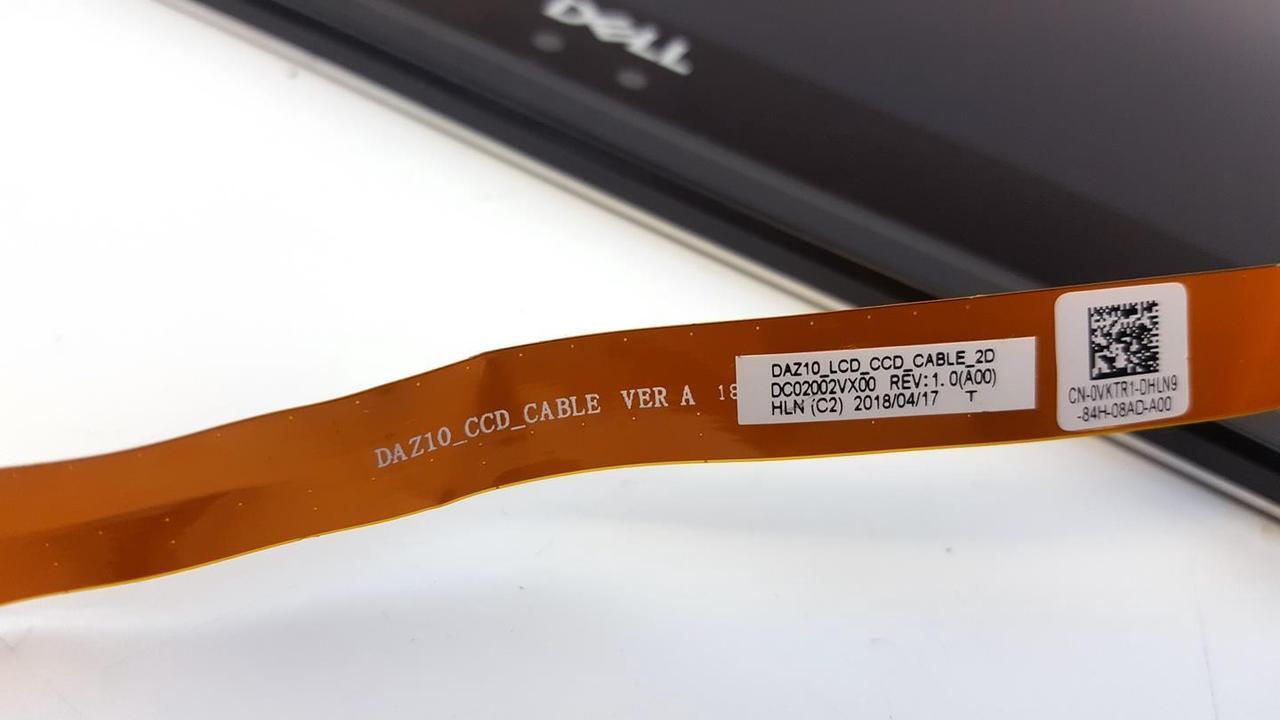 DELL
DAZ10_CCD_CABLE VER A 18
DAZ10_LCD_CCD_CABLE_2D
DC02002VX00 REV:1.0(A00)
HLN (C2) 2018/04/17 T
CN-0VKTR1-DHLN9
-84H-08AD-A00